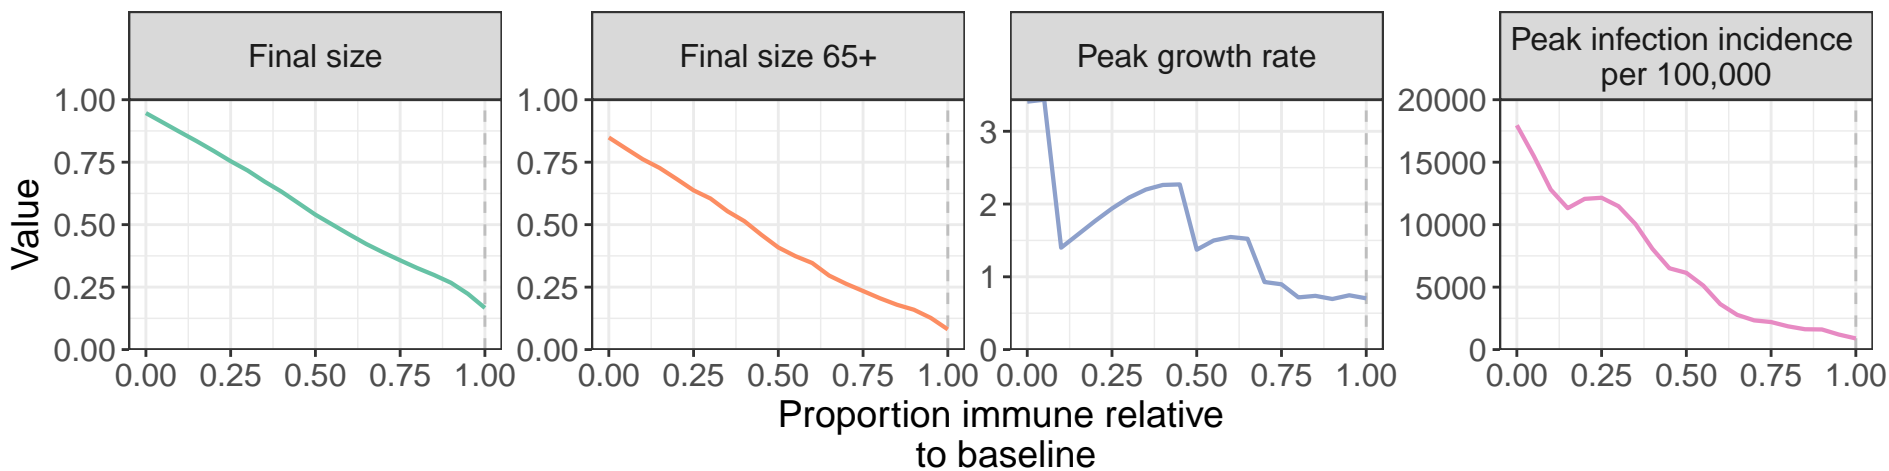 Final size
Final size 65+
Peak growth rate
Peak infection incidence
per 100,000
Value
1.00
0.75
0.50
0.25
0.00
0.00 0.25 0.50 0.75 1.00
1.00
0.75
0.50
0.25
0.00
0.00 0.25 0.50 0.75 1.00
3
2
1
0
0.00 0.25 0.50 0.75 1.00
20000
15000
10000
5000
0
0.00 0.25 0.50 0.75 1.00
Proportion immune relative
to baseline